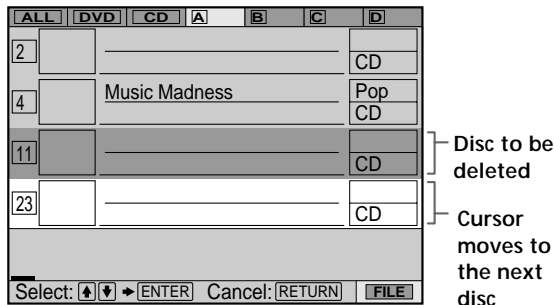 ALL DVD CD A B C D
2
CD
4 Music Madness Pop
CD
11
CD
Disc to be
deleted
23
CD
Cursor
moves to
the next
disc
Select: ↑ ↓ → ENTER Cancel: RETURN FILE